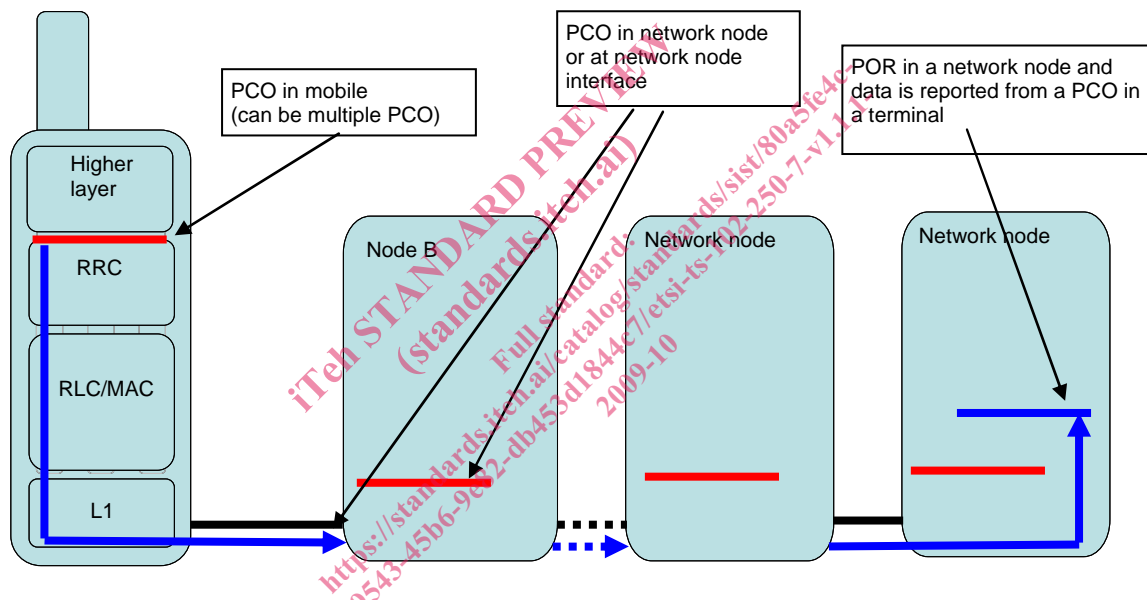 PCO in mobile
(can be multiple PCO)
PCO in network node
or at network node
interface
POR in a network node and
data is reported from a PCO in
a terminal
Higher
layer
RRC
RLC/MAC
L1
Node B
Network node
Network node
iTeh STANDARD PREVIEW
(standards.iteh.ai)
Full standard:
https://standards.iteh.ai/catalog/standards/sist/80a5fe4c-
9543-45b6-9e82-db453d1844c7/etsi-ts-102-250-7-v1.1.1-
2009-10